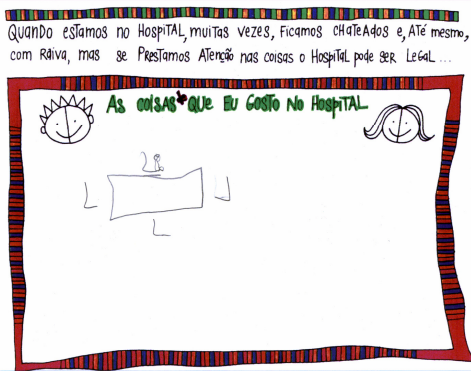 QUANDO ESTAMOS NO HOSPITAL, MUITAS VEZES, FICAMOS CHATEADOS E, ATÉ MESMO,
COM RAIVA, MAS SE PRESTAMOS ATENÇÃO NAS COISAS O HOSPITAL PODE SER LEGAL ...
AS COISAS QUE EU GOSTO NO HOSPITAL